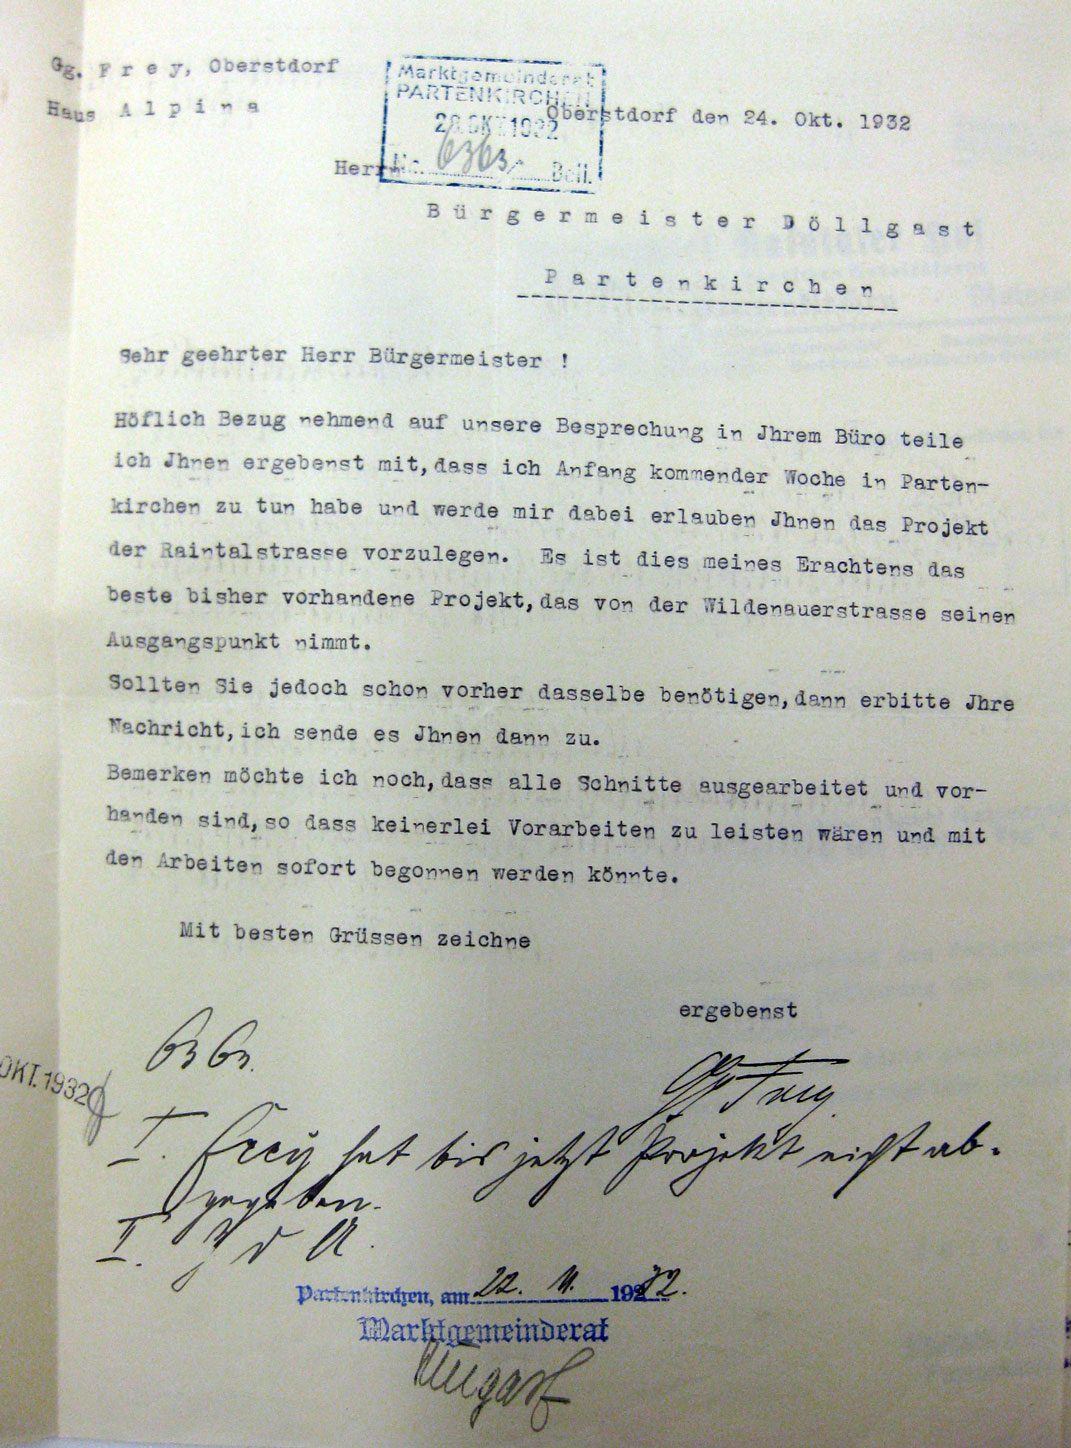 Gg. F r e y, Oberstdorf
Haus A l p i n a
Marktgemeinderat
PARTENKIRCHEN
28. OKT. 1932
No. 6363 Beil.
Oberstdorf den 24. Okt. 1932
Herrn
B ü r g e r m e i s t e r D ö l l g a s t
P a r t e n k i r c h e n
Sehr geehrter Herr Bürgermeister !
Höflich Bezug nehmend auf unsere Besprechung in Jhrem Büro teile
ich Jhnen ergebenst mit,dass ich Anfang kommender Woche in Parten-
kirchen zu tun habe und werde mir dabei erlauben Jhnen das Projekt
der Raintalstrasse vorzulegen. Es ist dies meines Erachtens das
beste bisher vorhandene Projekt,das von der Wildenauerstrasse seinen
Ausgangspunkt nimmt.
Sollten Sie jedoch schon vorher dasselbe benötigen,dann erbitte Jhre
Nachricht,ich sende es Jhnen dann zu.
Bemerken möchte ich noch,dass alle Schnitte ausgearbeitet und vor-
handen sind,so dass keinerlei Vorarbeiten zu leisten wären und mit
den Arbeiten sofort begonnen werden könnte.
Mit besten Grüssen zeichne
ergebenst
Gg Frey.
6363.
OKT. 1932
I. Frey hat bis jetzt Projekt nicht ab-
gegeben.
II. Z d A.
Partenkirchen, am 22. 11. 1932.
Marktgemeinderat